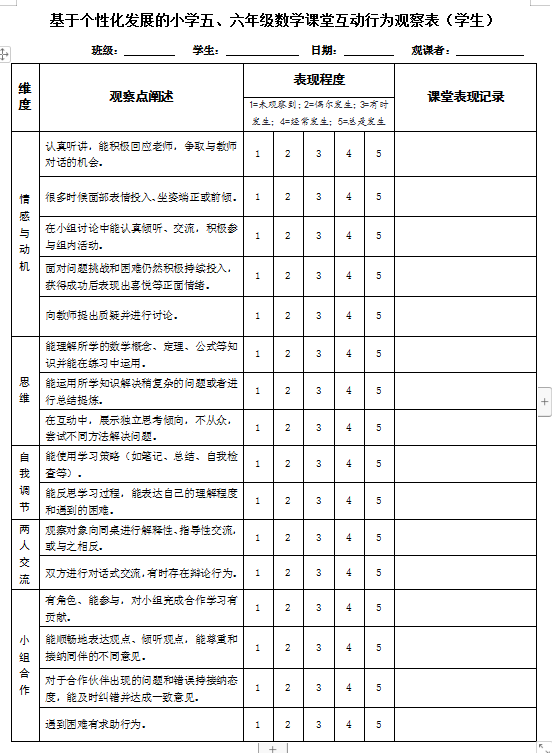 基于个性化发展的小学五、六年级数学课堂互动行为观察表（学生）
班级：________ 学生：________ 日期：________ 观课者：________
维度 观察点阐述 表现程度 课堂表现记录
1=未观察到；2=偶尔发生；3=有时
发生；4=经常发生；5=总是发生
情感与动机
认真听讲，能积极回应老师，争取与教师
对话的机会。
1 2 3 4 5
很多时候面部表情投入、坐姿端正或前倾。
1 2 3 4 5
在小组讨论中能认真倾听、交流，积极参
与组内活动。
1 2 3 4 5
面对问题挑战和困难仍然积极持续投入，
获得成功后表现出喜悦等正面情绪。
1 2 3 4 5
向教师提出质疑并进行讨论。
1 2 3 4 5
思维
能理解所学的数学概念、定理、公式等知
识并能在练习中运用。
1 2 3 4 5
能运用所学知识解决稍复杂的问题或者进
行总结提炼。
1 2 3 4 5
在互动中，展示独立思考倾向，不从众，
尝试不同方法解决问题。
1 2 3 4 5
自我调节
能使用学习策略（如笔记、总结、自我检
查等）。
1 2 3 4 5
能反思学习过程，能表达自己的理解程度
和遇到的困难。
1 2 3 4 5
两人交流
观察对象向同桌进行解释性、指导性交流，
或与之相反。
1 2 3 4 5
双方进行对话式交流，有时存在辩论行为。
1 2 3 4 5
小组合作
有角色、能参与，对小组完成合作学习有
贡献。
1 2 3 4 5
能顺畅地表达观点、倾听观点，能尊重和
接纳同伴的不同意见。
1 2 3 4 5
对于合作伙伴出现的问题和错误持接纳态
度，能及时纠错并达成一致意见。
1 2 3 4 5
遇到困难有求助行为。
1 2 3 4 5